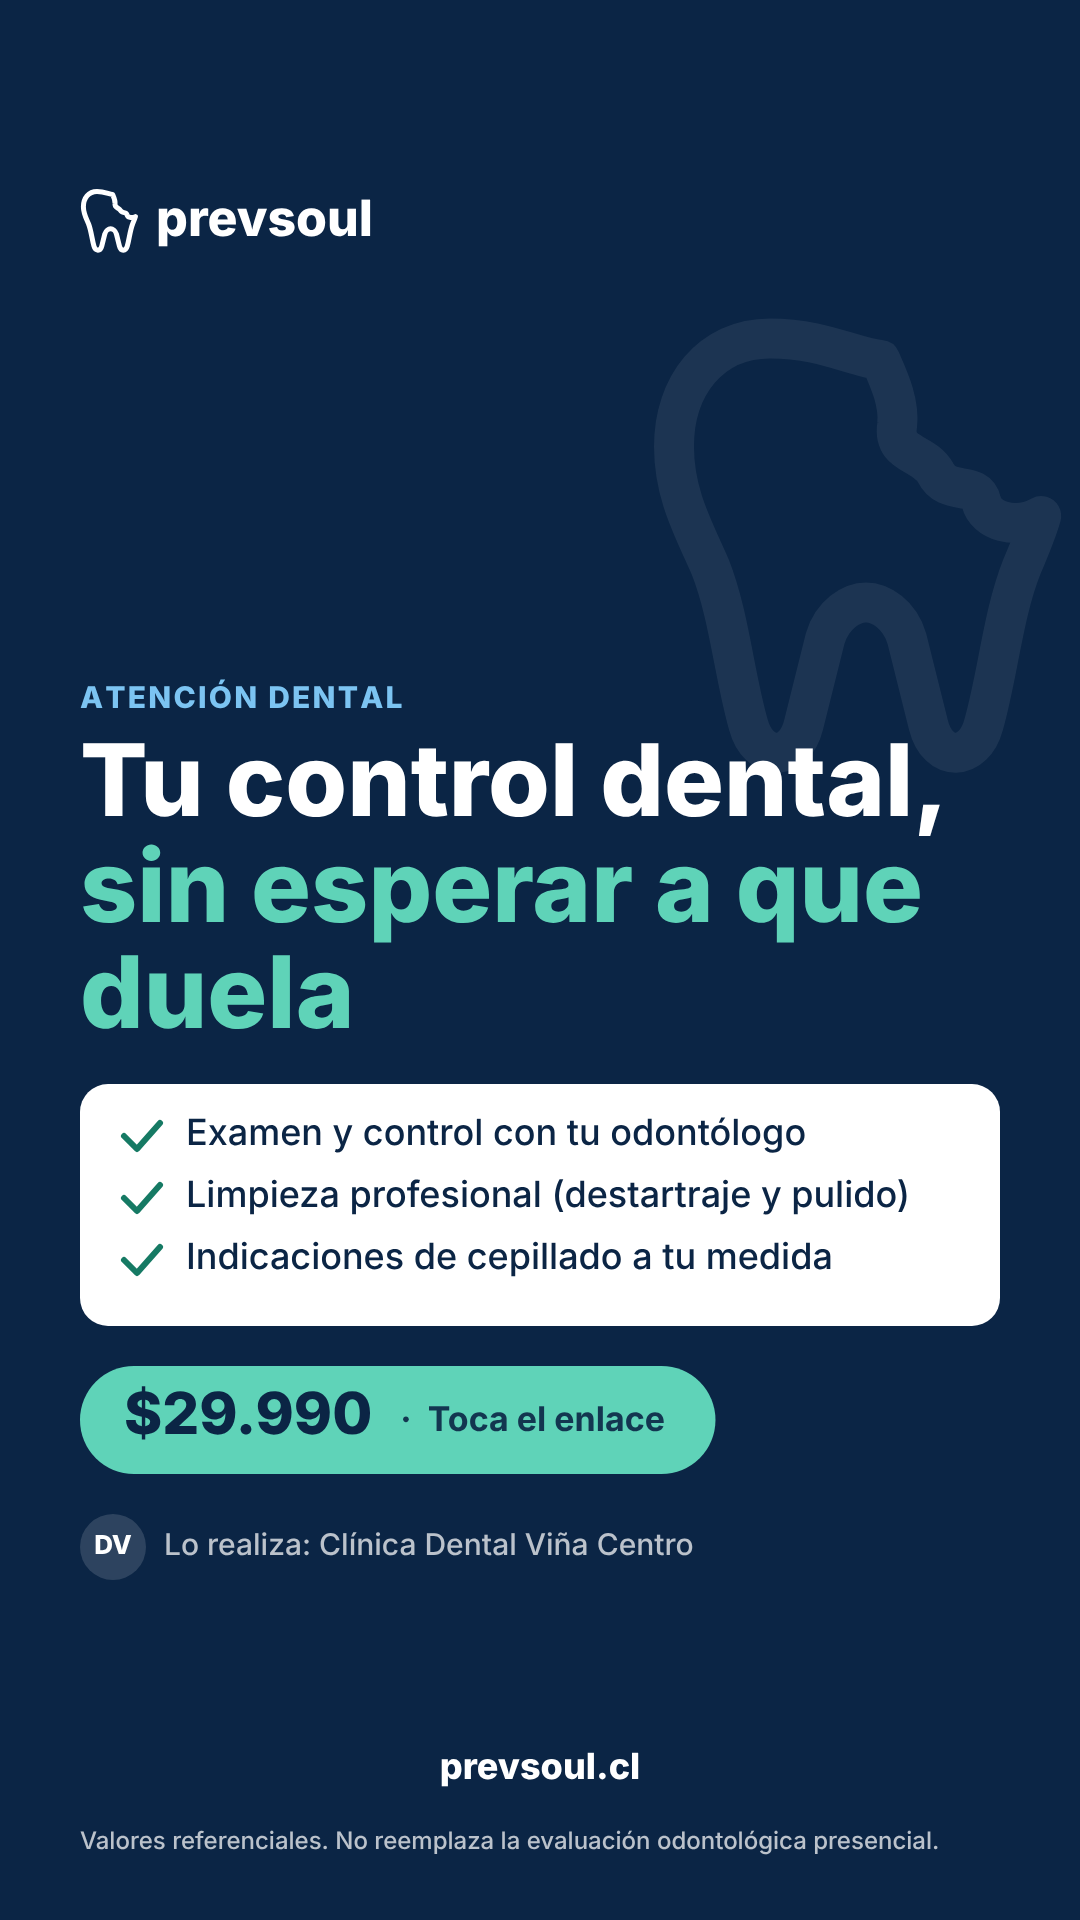 prevsoul
ATENCIÓN DENTAL
Tu control dental,
sin esperar a que
duela
Examen y control con tu odontólogo
Limpieza profesional (destartraje y pulido)
Indicaciones de cepillado a tu medida
$29.990 · Toca el enlace
DV Lo realiza: Clínica Dental Viña Centro
prevsoul.cl
Valores referenciales. No reemplaza la evaluación odontológica presencial.